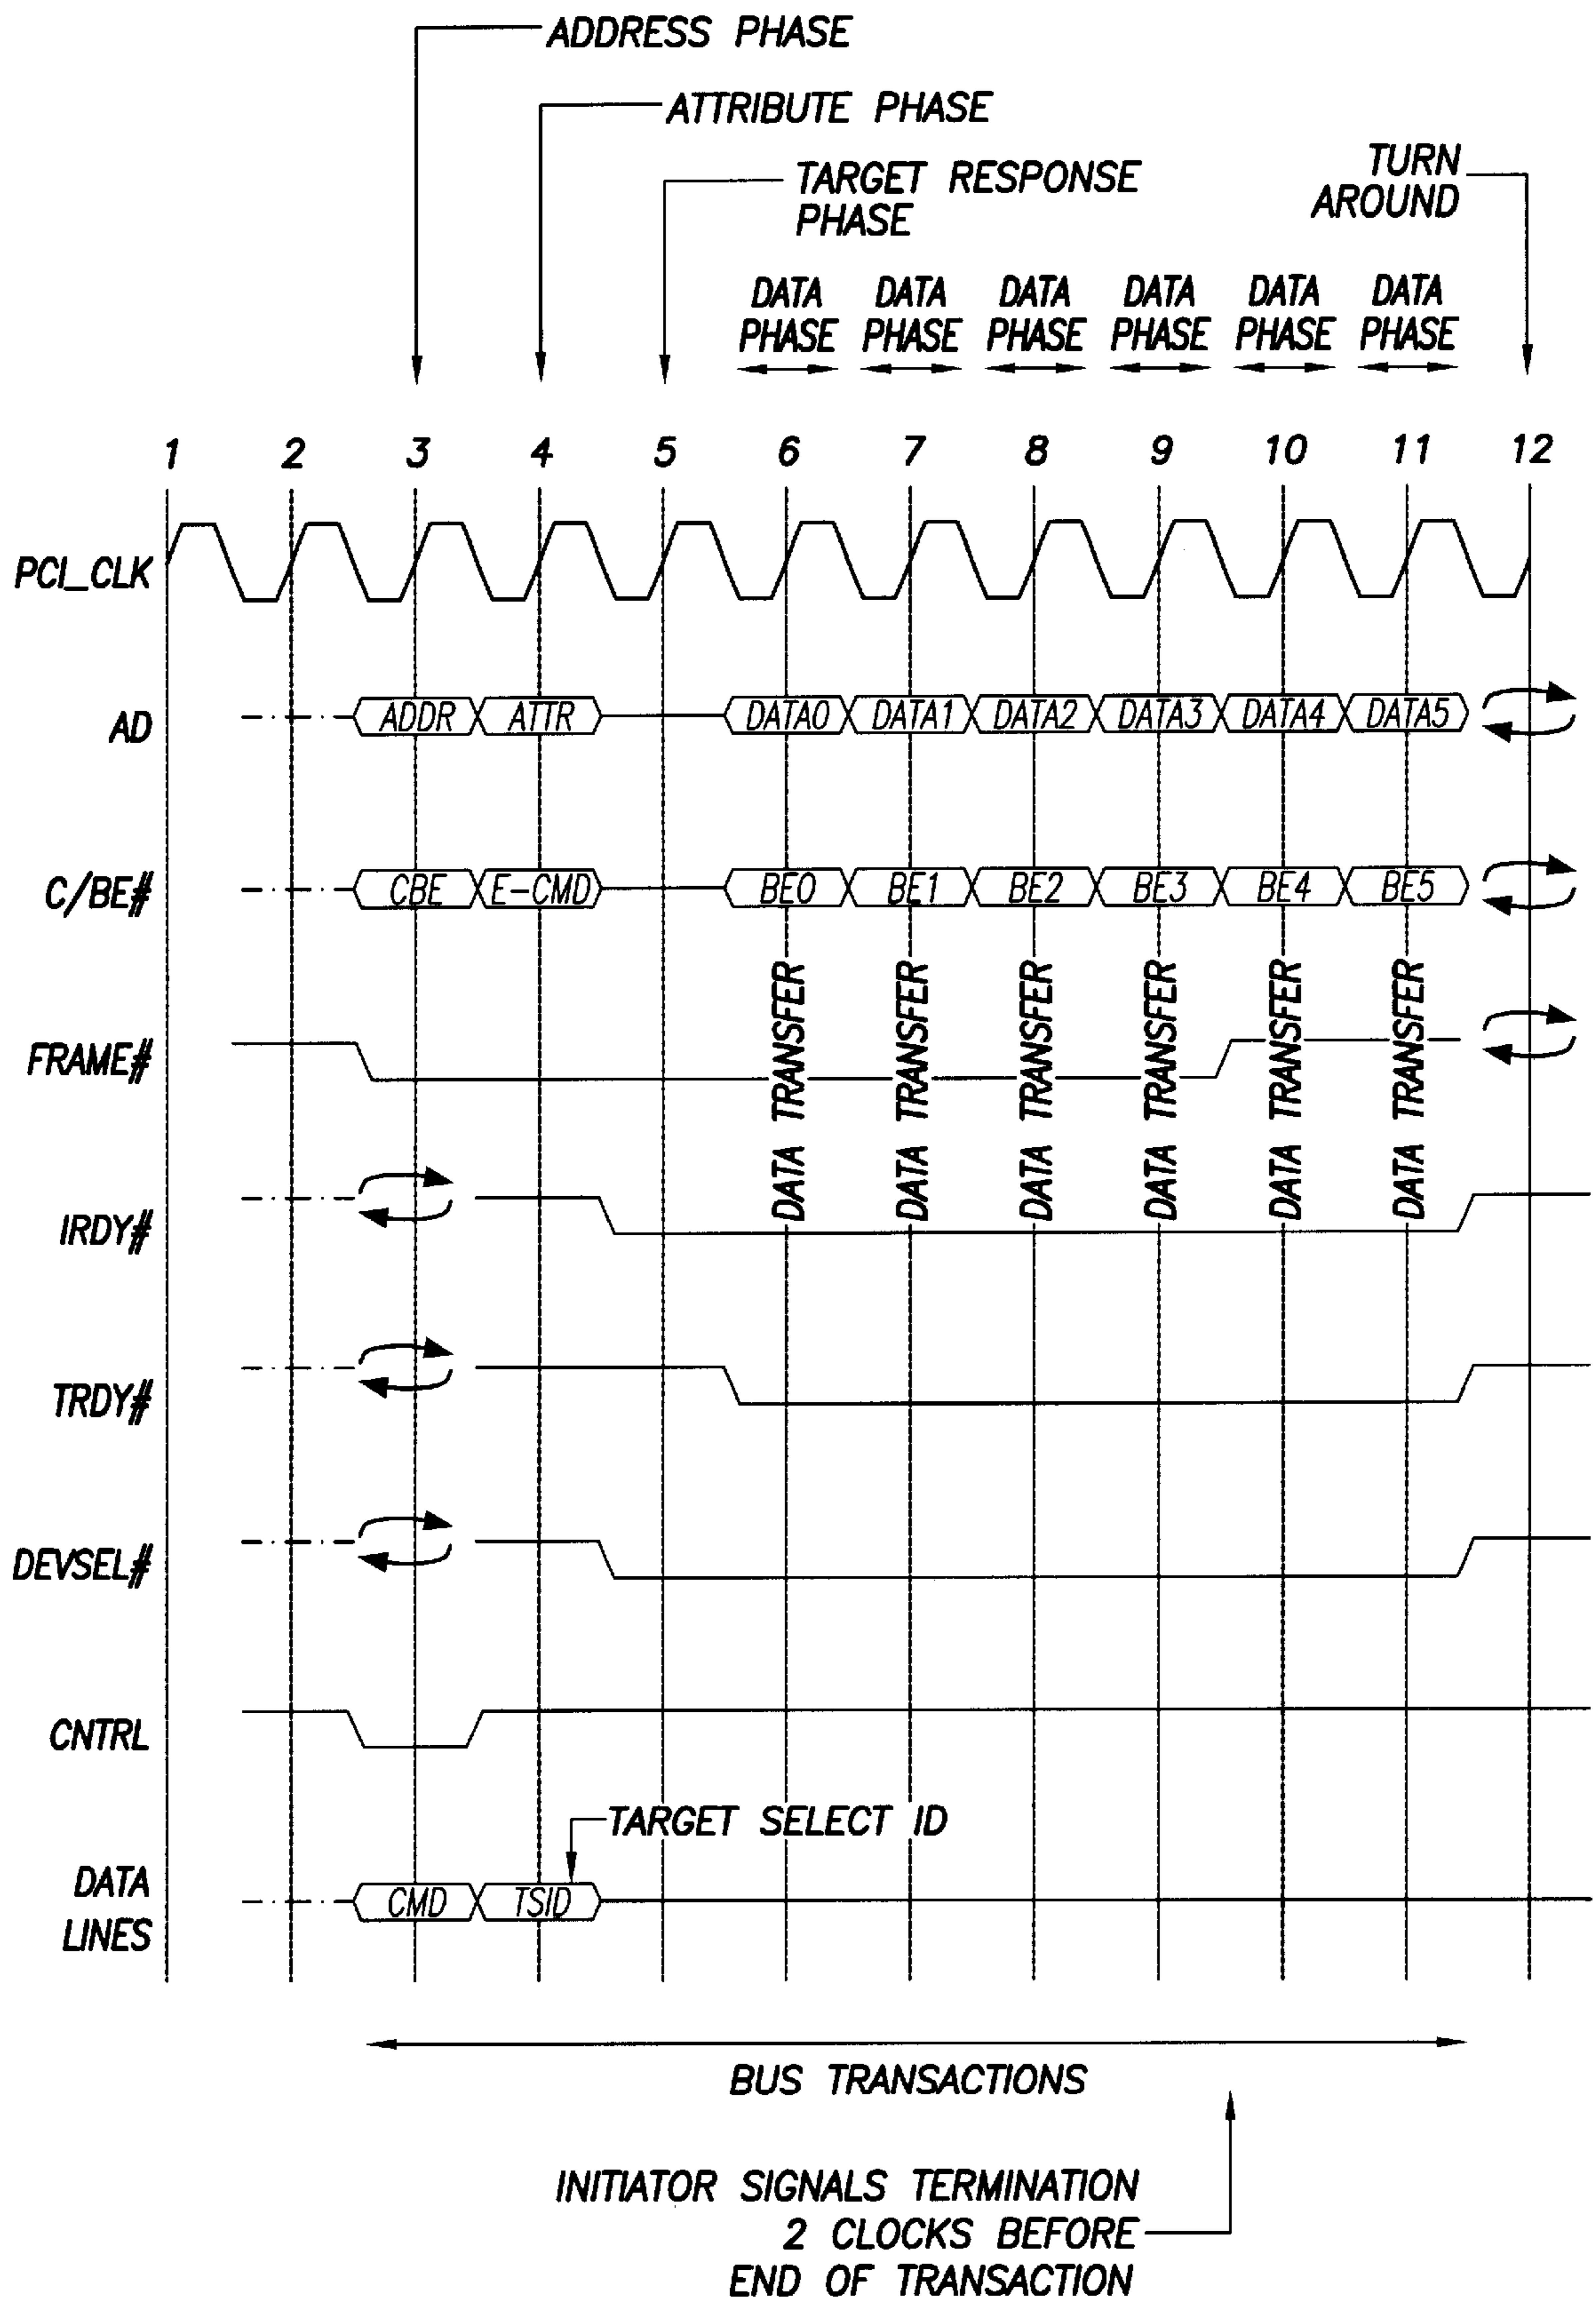 ADDRESS PHASE
ATTRIBUTE PHASE
TARGET RESPONSE
PHASE
TURN
AROUND
DATA PHASE
DATA PHASE
DATA PHASE
DATA PHASE
DATA PHASE
DATA PHASE
1 2 3 4 5 6 7 8 9 10 11 12
PCI_CLK
AD ADDR ATTR DATA0 DATA1 DATA2 DATA3 DATA4 DATA5
C/BE# CBE E-CMD BE0 BE1 BE2 BE3 BE4 BE5
DATA TRANSFER
DATA TRANSFER
DATA TRANSFER
DATA TRANSFER
DATA TRANSFER
DATA TRANSFER
FRAME#
IRDY#
TRDY#
DEVSEL#
CNTRL
TARGET SELECT ID
DATA
LINES
CMD TSID
BUS TRANSACTIONS
INITIATOR SIGNALS TERMINATION
2 CLOCKS BEFORE
END OF TRANSACTION